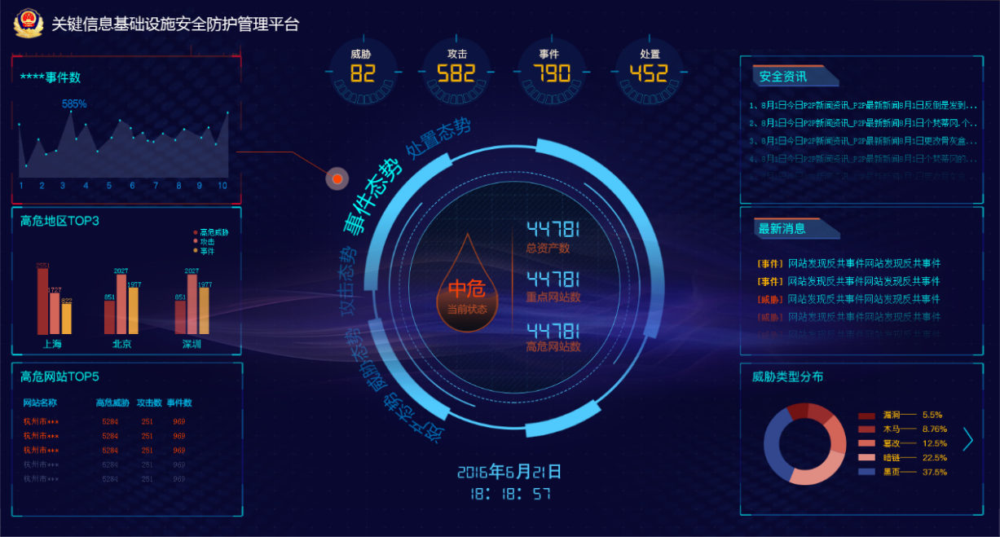 关键信息基础设施安全防护管理平台
威胁
82
攻击
582
事件
790
处置
452
****事件数
585%
1 2 3 4 5 6 7 8 9 10
高危地区TOP3
高危威胁
攻击
事件
1727
822
上海
2027
851
1977
北京
2027
851
1977
深圳
高危网站TOP5
网站名称 高危威胁 攻击数 事件数
杭州市*** 5284 251 969
杭州市*** 5284 251 969
杭州市*** 5284 251 969
杭州市*** 5284 251 969
杭州市*** 5284 251 969
处置态势
事件态势
攻击态势
威胁态势
资产态势
中危
当前状态
44781
总资产数
44781
重点网站数
44781
高危网站数
2016年6月21日
18: 18: 57
安全资讯
1、8月1日今日P2P新闻资讯_P2P最新新闻8月1日反倒是发到...
2、8月1日今日P2P新闻资讯_P2P最新新闻8月1日个梵蒂冈.个..
3、8月1日今日P2P新闻资讯_P2P最新新闻8月1日更改骨灰盒...
4、8月1日今日P2P新闻资讯_P2P最新新闻8月1日个梵蒂冈的...
最新消息
[事件] 网站发现反共事件网站发现反共事件
[事件] 网站发现反共事件网站发现反共事件
[威胁] 网站发现反共事件网站发现反共事件
[威胁] 网站发现反共事件网站发现反共事件
网站发现反共事件网站发现反共事件
威胁类型分布
漏洞 5.5%
木马 8.76%
篡改 12.5%
暗链 22.5%
黑页 37.5%